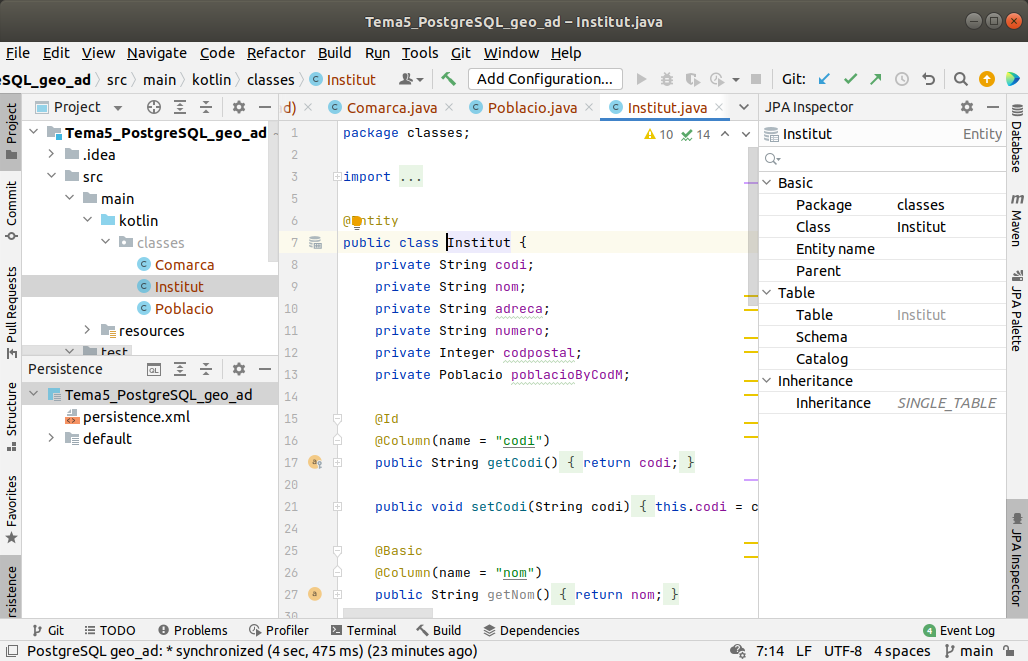 Tema5_PostgreSQL_geo_ad – Institut.java
File Edit View Navigate Code Refactor Build Run Tools Git Window Help
eSQL_geo_ad src main kotlin classes C Institut Add Configuration... Git:
Project
d) C Comarca.java C Poblacio.java C Institut.java
JPA Inspector
Project
Commit
Pull Requests
Structure
Favorites
rsistence
Tema5_PostgreSQL_geo_ad
.idea
src
main
kotlin
classes
C Comarca
C Institut
C Poblacio
resources
test
Persistence
QL
Tema5_PostgreSQL_geo_ad
persistence.xml
default
10 14
1 package classes;
2
3 import ...
5
6 @Entity
7 public class Institut {
8 private String codi;
9 private String nom;
10 private String adreca;
11 private String numero;
12 private Integer codpostal;
13 private Poblacio poblacioByCodM;
14
15 @Id
16 @Column(name = "codi")
17 public String getCodi() { return codi; }
20
21 public void setCodi(String codi) { this.codi = c
24
25 @Basic
26 @Column(name = "nom")
27 public String getNom() { return nom; }
30
Institut Entity
Basic
Package classes
Class Institut
Entity name
Parent
Table
Table Institut
Schema
Catalog
Inheritance
Inheritance SINGLE_TABLE
Database
m Maven
JPA Palette
JPA Inspector
Git TODO Problems Profiler Terminal Build Dependencies 4 Event Log
PostgreSQL geo_ad: * synchronized (4 sec, 475 ms) (23 minutes ago) 7:14 LF UTF-8 4 spaces main